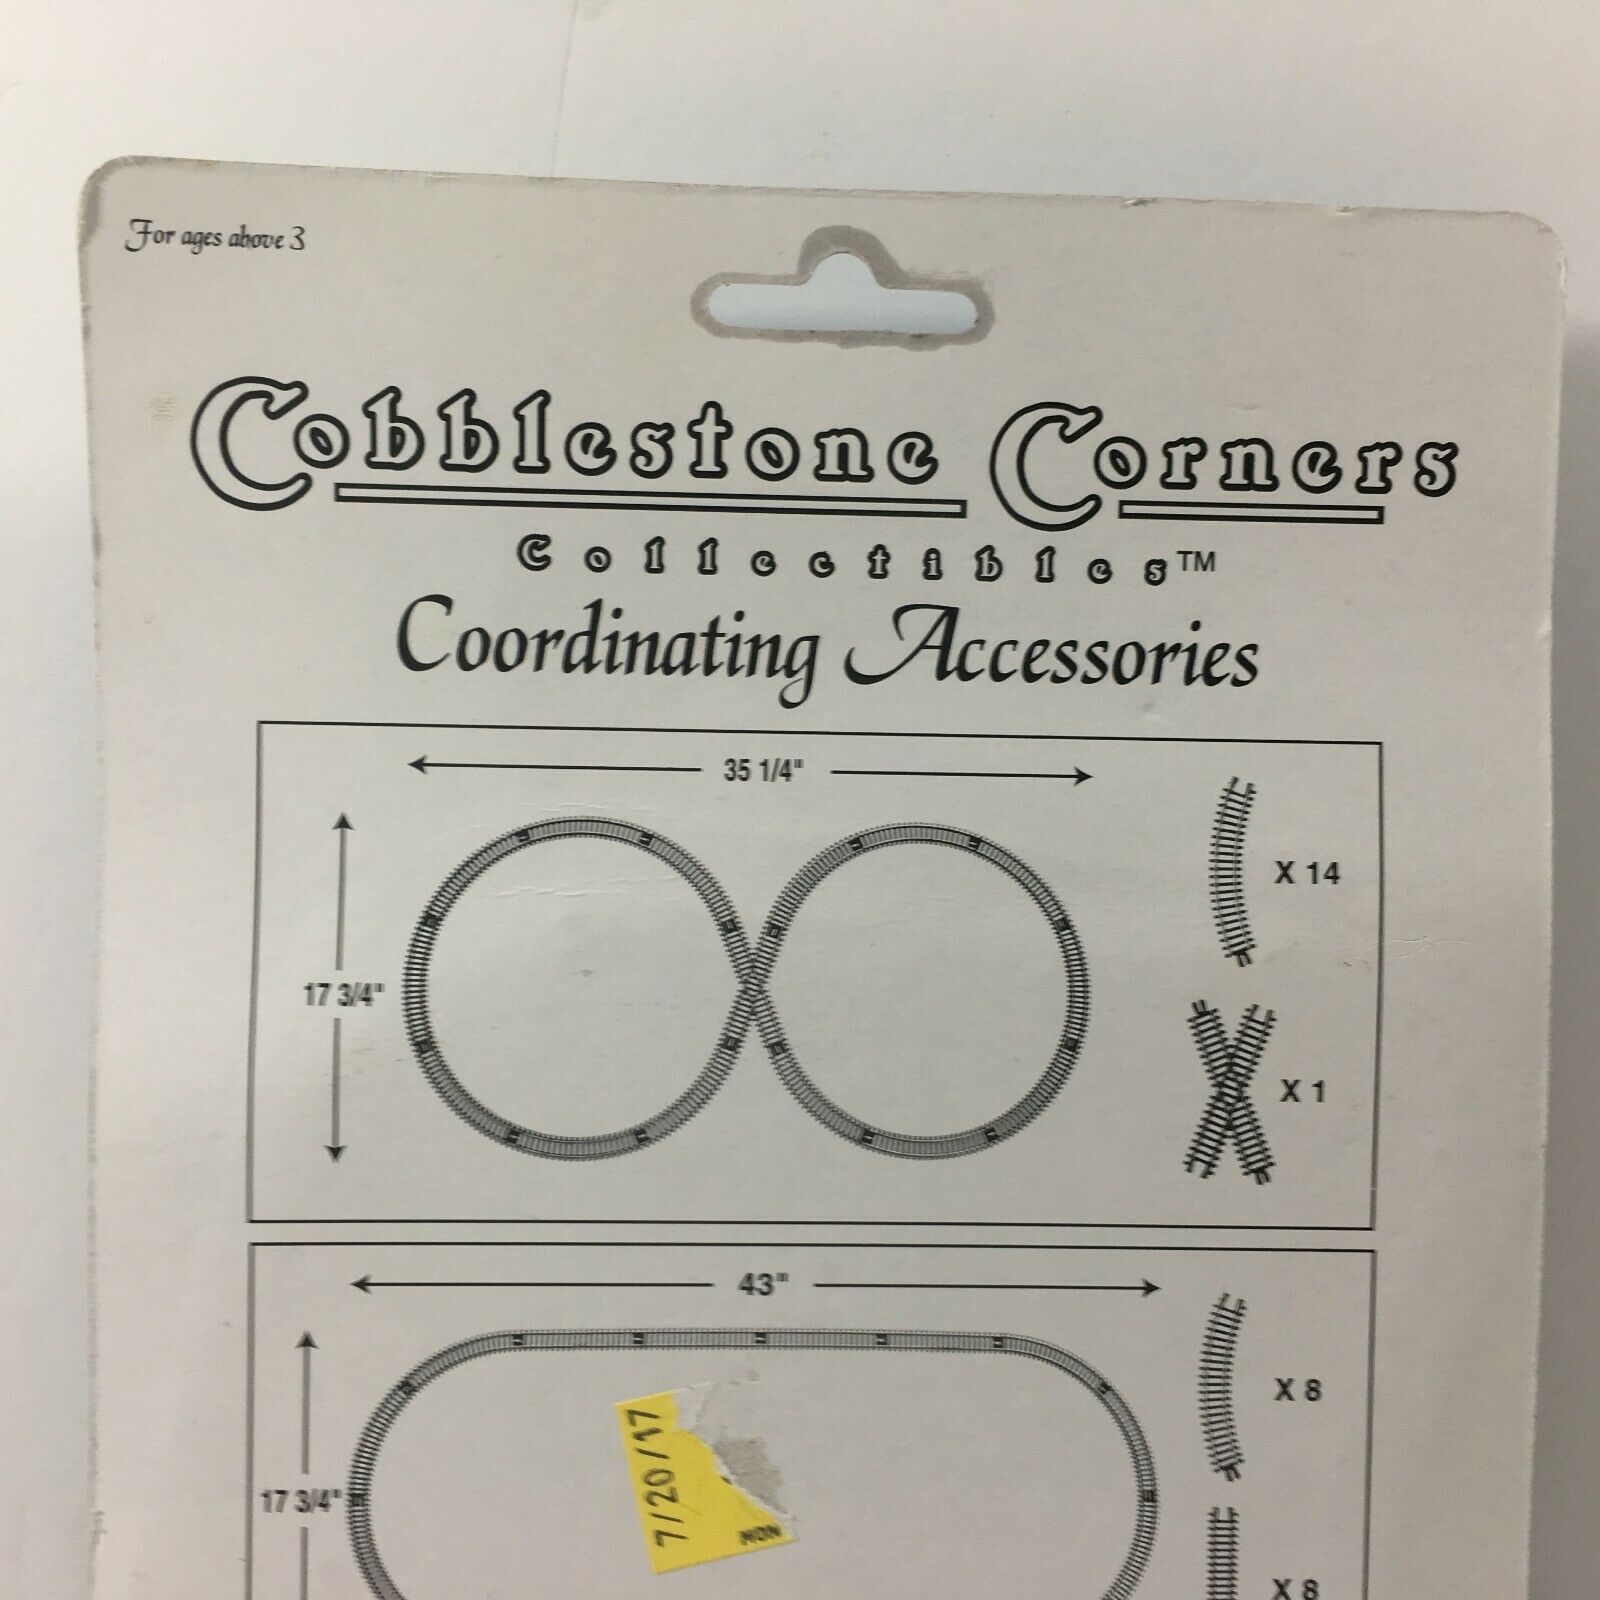 For ages above 3
Cobblestone Corners
Collectibles™
Coordinating Accessories
35 1/4"
17 3/4"
X 14
X 1
43"
17 3/4"
X 8
X 8
7/20/17
NON